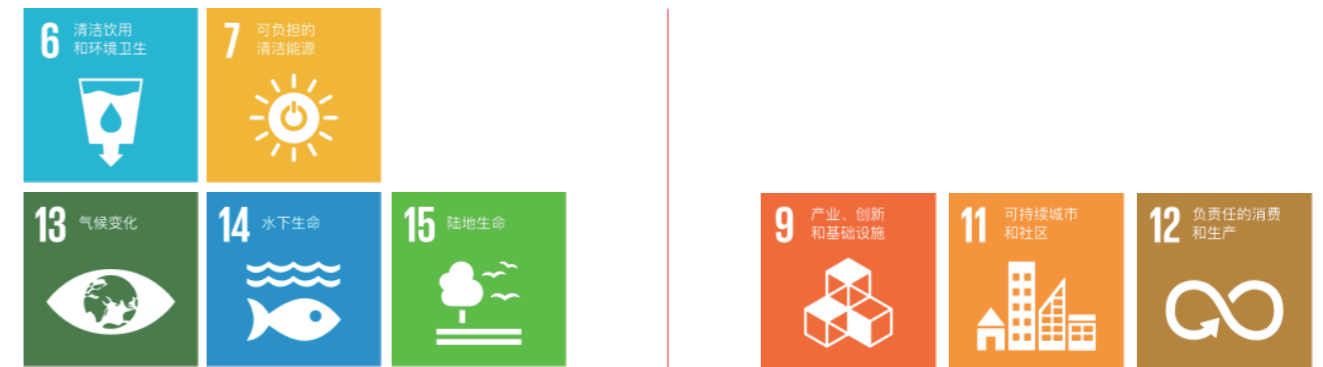 6 清洁饮用
和环境卫生
7 可负担的
清洁能源
13 气候变化
14 水下生命
15 陆地生命
9 产业、创新
和基础设施
11 可持续城市
和社区
12 负责任的消费
和生产